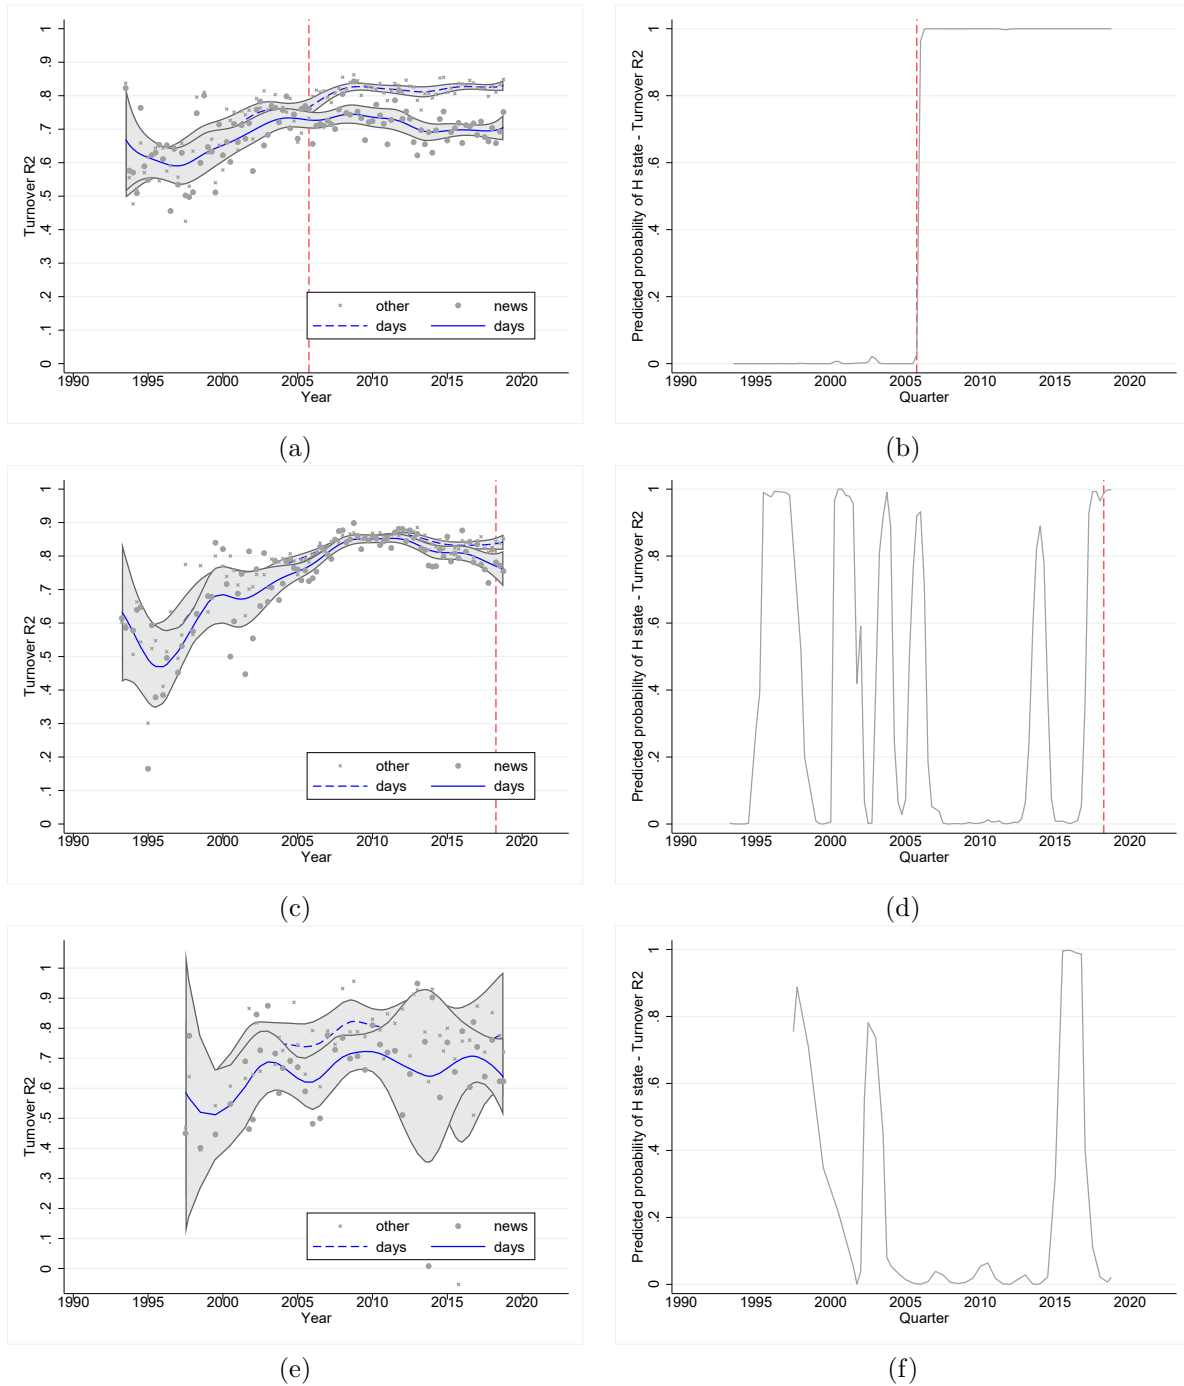 Turnover R2
0 .1 .2 .3 .4 .5 .6 .7 .8 .9 1
1990 1995 2000 2005 2010 2015 2020
Year
other news
days days
(a)
Predicted probability of H state - Turnover R2
0 .2 .4 .6 .8 1
1990 1995 2000 2005 2010 2015 2020
Quarter
(b)
Turnover R2
0 .1 .2 .3 .4 .5 .6 .7 .8 .9 1
1990 1995 2000 2005 2010 2015 2020
Year
other news
days days
(c)
Predicted probability of H state - Turnover R2
0 .2 .4 .6 .8 1
1990 1995 2000 2005 2010 2015 2020
Quarter
(d)
Turnover R2
0 .1 .2 .3 .4 .5 .6 .7 .8 .9 1
1990 1995 2000 2005 2010 2015 2020
Year
other news
days days
(e)
Predicted probability of H state - Turnover R2
0 .2 .4 .6 .8 1
1990 1995 2000 2005 2010 2015 2020
Quarter
(f)